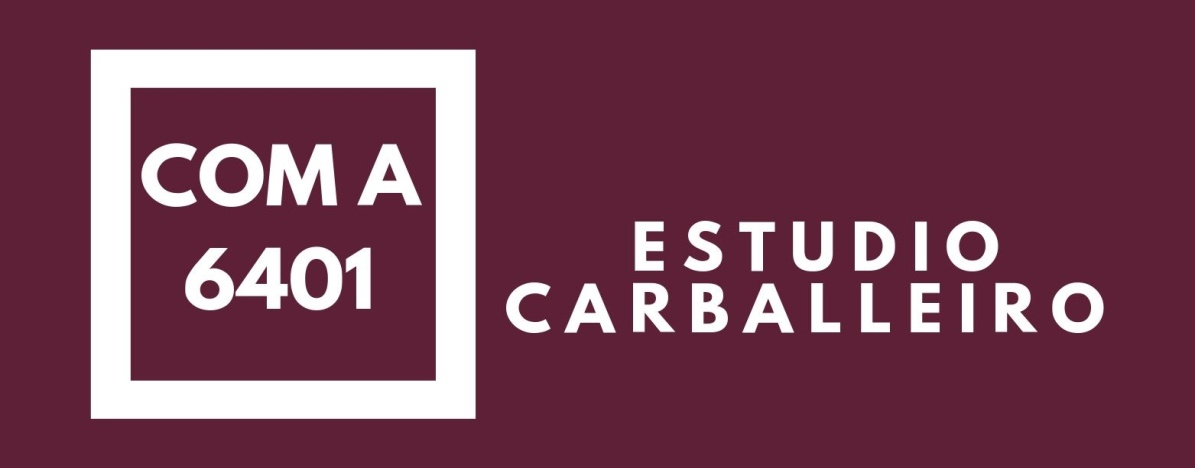 COM A
6401
ESTUDIO
CARBALLEIRO